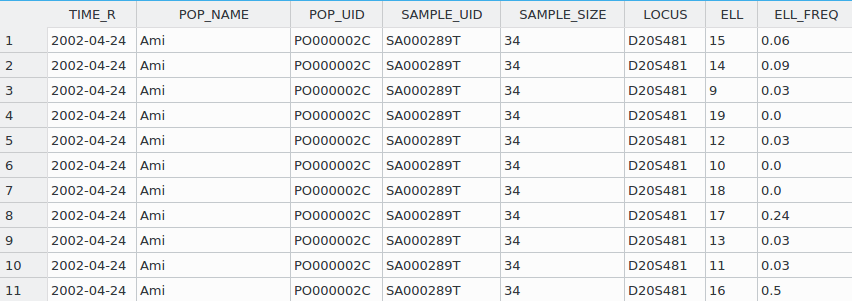 TIME_R POP_NAME POP_UID SAMPLE_UID SAMPLE_SIZE LOCUS ELL ELL_FREQ
1 2002-04-24 Ami PO000002C SA000289T 34 D20S481 15 0.06
2 2002-04-24 Ami PO000002C SA000289T 34 D20S481 14 0.09
3 2002-04-24 Ami PO000002C SA000289T 34 D20S481 9 0.03
4 2002-04-24 Ami PO000002C SA000289T 34 D20S481 19 0.0
5 2002-04-24 Ami PO000002C SA000289T 34 D20S481 12 0.03
6 2002-04-24 Ami PO000002C SA000289T 34 D20S481 10 0.0
7 2002-04-24 Ami PO000002C SA000289T 34 D20S481 18 0.0
8 2002-04-24 Ami PO000002C SA000289T 34 D20S481 17 0.24
9 2002-04-24 Ami PO000002C SA000289T 34 D20S481 13 0.03
10 2002-04-24 Ami PO000002C SA000289T 34 D20S481 11 0.03
11 2002-04-24 Ami PO000002C SA000289T 34 D20S481 16 0.5